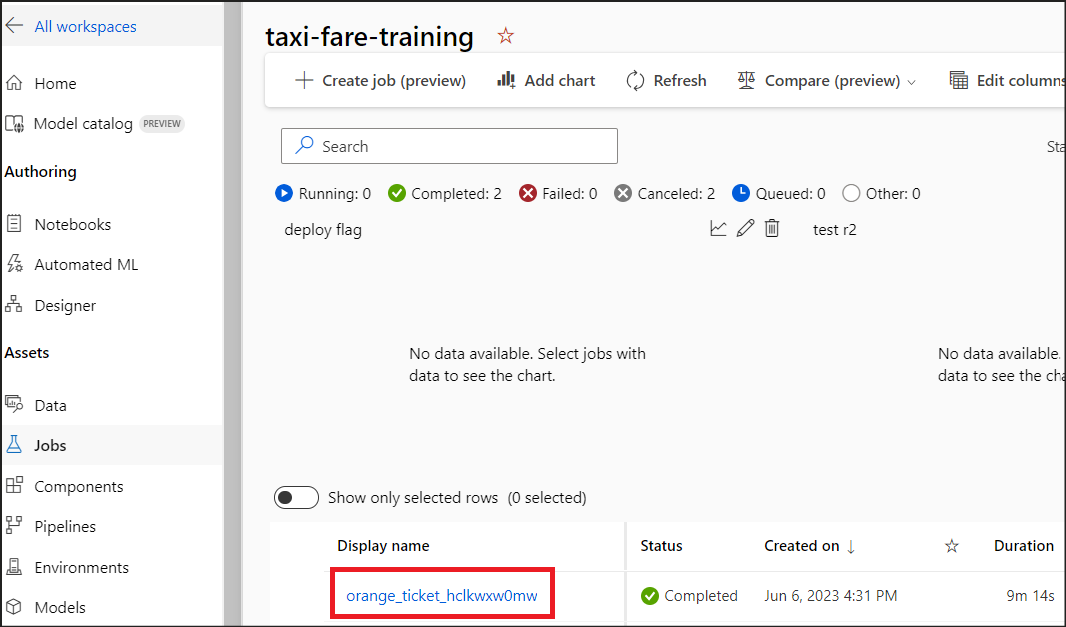 All workspaces
Home
Model catalog PREVIEW
Authoring
Notebooks
Automated ML
Designer
Assets
Data
Jobs
Components
Pipelines
Environments
Models
taxi-fare-training
Create job (preview) Add chart Refresh Compare (preview) Edit columns
Search
Sta
Running: 0 Completed: 2 Failed: 0 Canceled: 2 Queued: 0 Other: 0
deploy flag test r2
No data available. Select jobs with
data to see the chart.
No data available.
data to see the cha
Show only selected rows (0 selected)
Display name Status Created on ↓ Duration
orange_ticket_hclkwxw0mw Completed Jun 6, 2023 4:31 PM 9m 14s